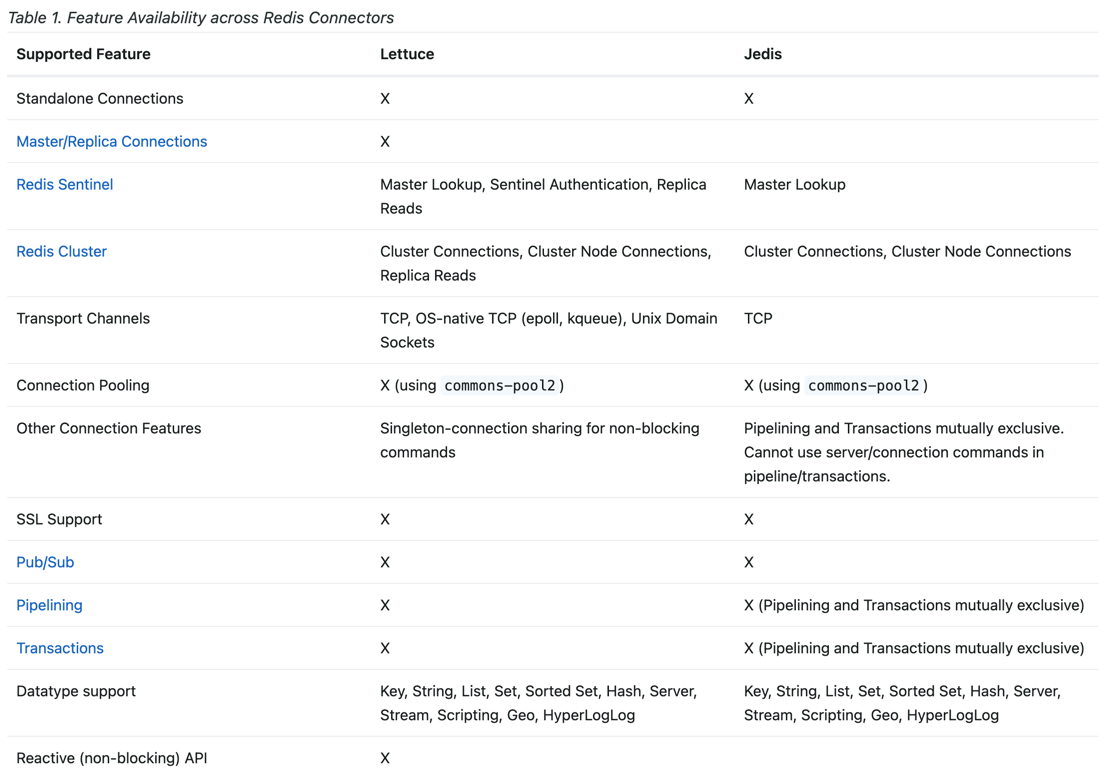 Table 1. Feature Availability across Redis Connectors
Supported Feature Lettuce Jedis
Standalone Connections X X
Master/Replica Connections X
Redis Sentinel Master Lookup, Sentinel Authentication, Replica Master Lookup
Reads
Redis Cluster Cluster Connections, Cluster Node Connections, Cluster Connections, Cluster Node Connections
Replica Reads
Transport Channels TCP, OS-native TCP (epoll, kqueue), Unix Domain TCP
Sockets
Connection Pooling X (using commons-pool2) X (using commons-pool2)
Other Connection Features Singleton-connection sharing for non-blocking Pipelining and Transactions mutually exclusive.
commands Cannot use server/connection commands in
pipeline/transactions.
SSL Support X X
Pub/Sub X X
Pipelining X X (Pipelining and Transactions mutually exclusive)
Transactions X X (Pipelining and Transactions mutually exclusive)
Datatype support Key, String, List, Set, Sorted Set, Hash, Server, Key, String, List, Set, Sorted Set, Hash, Server,
Stream, Scripting, Geo, HyperLogLog Stream, Scripting, Geo, HyperLogLog
Reactive (non-blocking) API X